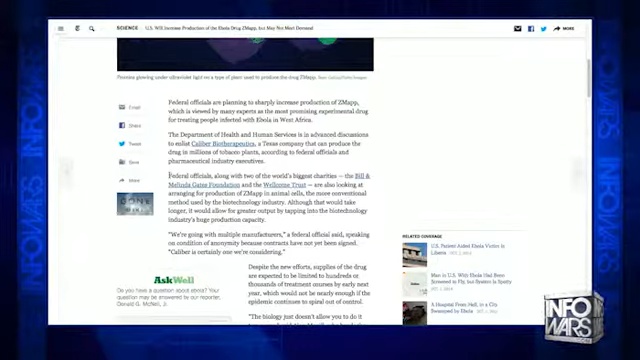 SCIENCE
U.S. Will Increase Production of the Ebola Drug ZMapp, but May Not Meet Demand
MORE
Proteins glowing under ultraviolet light on a type of plant used to produce the drug ZMapp.
Email
Share
Tweet
Save
More
Federal officials are planning to sharply increase production of ZMapp,
which is viewed by many experts as the most promising experimental drug
for treating people infected with Ebola in West Africa.
The Department of Health and Human Services is in advanced discussions
to enlist Caliber Biotherapeutics, a Texas company that can produce the
drug in millions of tobacco plants, according to federal officials and
pharmaceutical industry executives.
Federal officials, along with two of the world's biggest charities — the Bill &
Melinda Gates Foundation and the Wellcome Trust — are also looking at
arranging for production of ZMapp in animal cells, the more conventional
method used by the biotechnology industry. Although that would take
longer, it would allow for greater output by tapping into the biotechnology
industry's huge production capacity.
"We're going with multiple manufacturers," a federal official said, speaking
on condition of anonymity because contracts have not yet been signed.
"Caliber is certainly one we're considering."
AskWell
Do you have a question about ebola? Your
question may be answered by our reporter,
Donald G. McNeil, Jr.
Despite the new efforts, supplies of the drug
are expected to be limited to hundreds or
thousands of treatment courses by early next
year, which would not be nearly enough if the
epidemic continues to spiral out of control.
"The biology just doesn't allow you to do it
RELATED COVERAGE
U.S. Patient Aided Ebola Victim in
Liberia
Man in U.S. With Ebola Had Been
Screened to Fly, but System Is Spotty
A Hospital From Hell, in a City
Swamped by Ebola
INFO
WARS
.COM